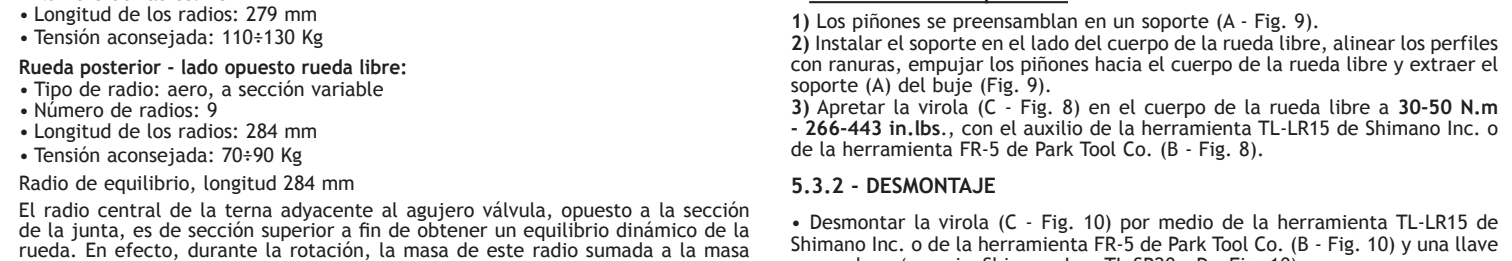 • Longitud de los radios: 279 mm
• Tensión aconsejada: 110÷130 Kg
Rueda posterior - lado opuesto rueda libre:
• Tipo de radio: aero, a sección variable
• Número de radios: 9
• Longitud de los radios: 284 mm
• Tensión aconsejada: 70÷90 Kg
Radio de equilibrio, longitud 284 mm
El radio central de la terna adyacente al agujero válvula, opuesto a la sección
de la junta, es de sección superior a fin de obtener un equilibrio dinámico de la
rueda. En efecto, durante la rotación, la masa de este radio sumada a la masa
1) Los piñones se preensamblan en un soporte (A - Fig. 9).
2) Instalar el soporte en el lado del cuerpo de la rueda libre, alinear los perfiles
con ranuras, empujar los piñones hacia el cuerpo de la rueda libre y extraer el
soporte (A) del buje (Fig. 9).
3) Apretar la virola (C - Fig. 8) en el cuerpo de la rueda libre a 30-50 N.m
- 266-443 in.lbs., con el auxilio de la herramienta TL-LR15 de Shimano Inc. o
de la herramienta FR-5 de Park Tool Co. (B - Fig. 8).
5.3.2 - DESMONTAJE
• Desmontar la virola (C - Fig. 10) por medio de la herramienta TL-LR15 de
Shimano Inc. o de la herramienta FR-5 de Park Tool Co. (B - Fig. 10) y una llave